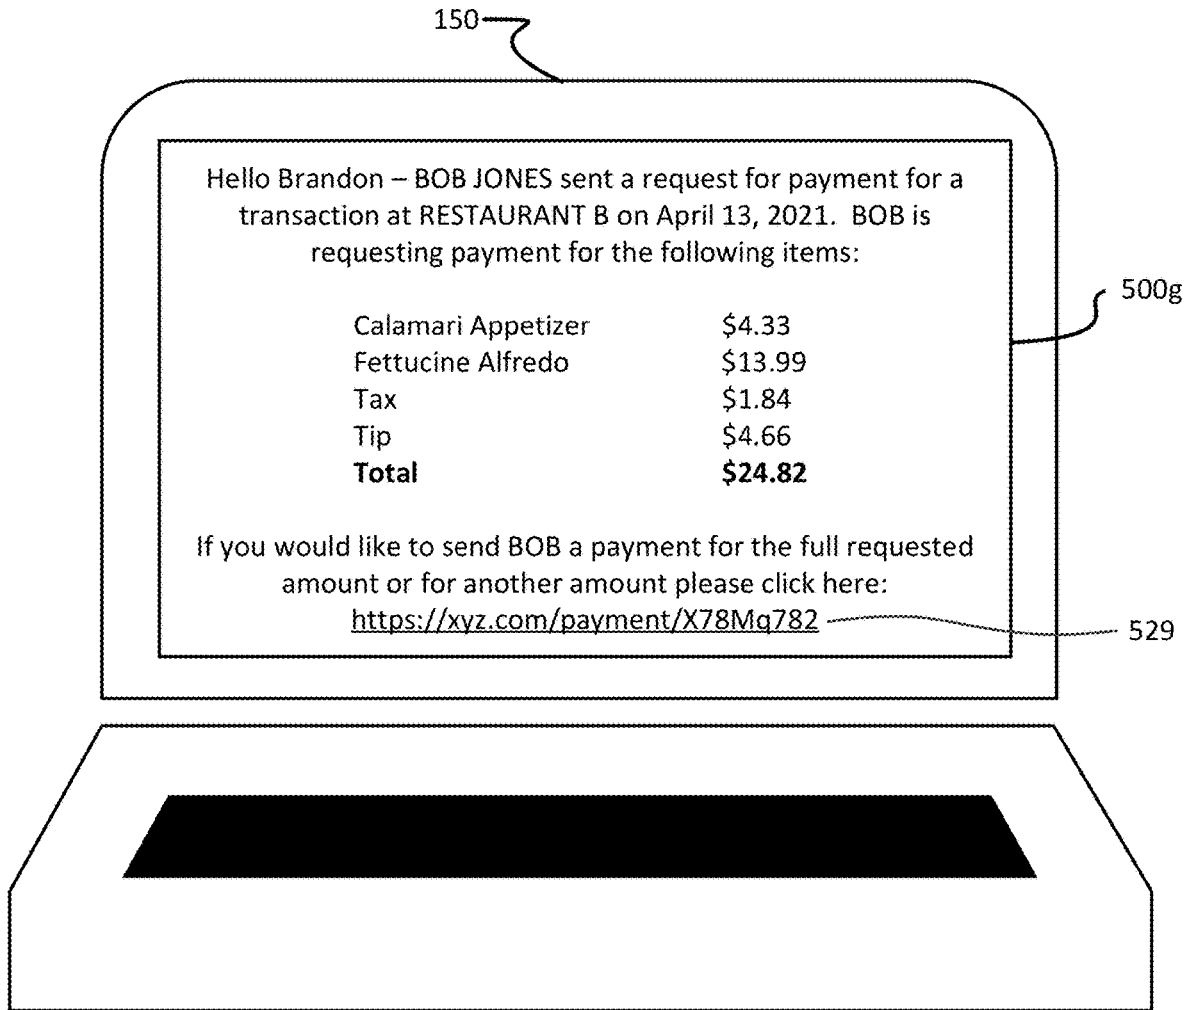 150
Hello Brandon – BOB JONES sent a request for payment for a
transaction at RESTAURANT B on April 13, 2021.  BOB is
requesting payment for the following items:
500g
Calamari Appetizer $4.33
Fettucine Alfredo $13.99
Tax $1.84
Tip $4.66
Total $24.82
If you would like to send BOB a payment for the full requested
amount or for another amount please click here:
https://xyz.com/payment/X78Mq782
529